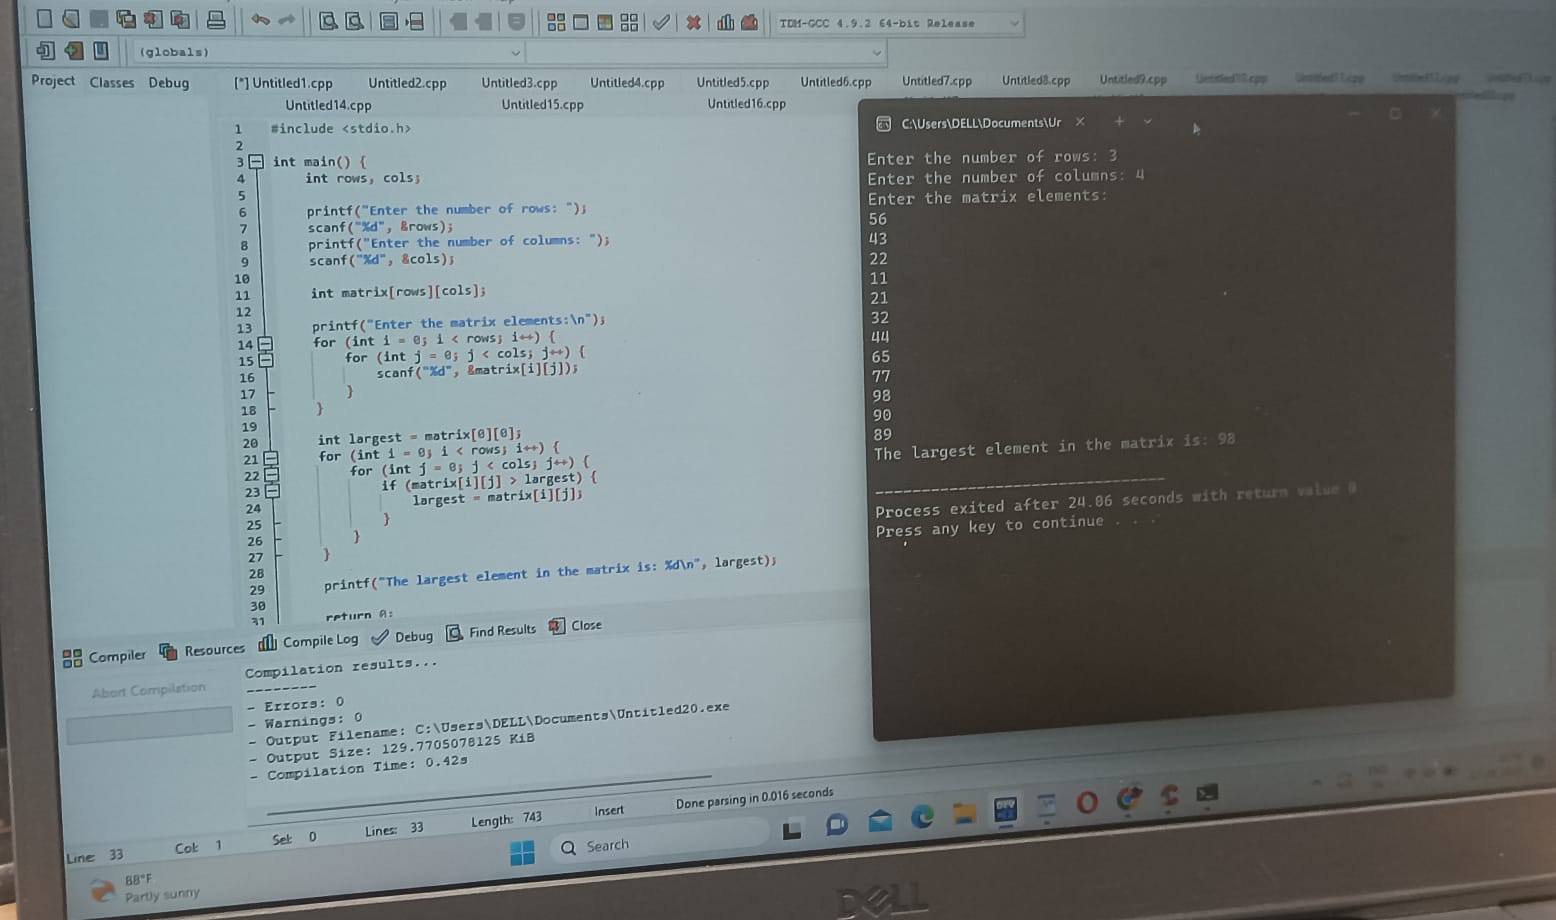 TDM-GCC 4.9.2 64-bit Release
(globals)
Project Classes Debug
[*] Untitled1.cpp Untitled2.cpp Untitled3.cpp Untitled4.cpp Untitled5.cpp Untitled6.cpp Untitled7.cpp Untitled8.cpp Untitled9.cpp
Untitled14.cpp Untitled15.cpp Untitled16.cpp
1 #include <stdio.h>
2
3 int main() {
4 int rows, cols;
5
6 printf("Enter the number of rows: ");
7 scanf("%d", &rows);
8 printf("Enter the number of columns: ");
9 scanf("%d", &cols);
10
11 int matrix[rows][cols];
12
13 printf("Enter the matrix elements:\n");
14 for (int i = 0; i < rows; i++) {
15 for (int j = 0; j < cols; j++) {
16 scanf("%d", &matrix[i][j]);
17 }
18 }
19
20 int largest = matrix[0][0];
21 for (int i = 0; i < rows; i++) {
22 for (int j = 0; j < cols; j++) {
23 if (matrix[i][j] > largest) {
24 largest = matrix[i][j];
25 }
26 }
27 }
28
29 printf("The largest element in the matrix is: %d\n", largest);
30
31 return 0;
C:\Users\DELL\Documents\Ur
Enter the number of rows: 3
Enter the number of columns: 4
Enter the matrix elements:
56
43
22
11
21
32
44
65
77
98
90
89
The largest element in the matrix is: 98
--------------------------------
Process exited after 24.06 seconds with return value 0
Press any key to continue . . .
Compiler Resources Compile Log Debug Find Results Close
Abort Compilation
Compilation results...
--------
- Errors: 0
- Warnings: 0
- Output Filename: C:\Users\DELL\Documents\Untitled20.exe
- Output Size: 129.7705078125 KiB
- Compilation Time: 0.42s
Line: 33 Col: 1 Sel: 0 Lines: 33 Length: 743 Insert Done parsing in 0.016 seconds
88°F
Partly sunny
Search
DEV
DELL